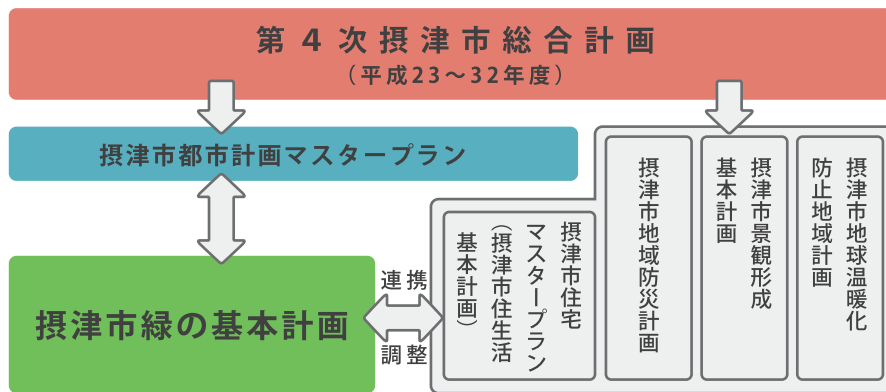 第4次摂津市総合計画
（平成23～32年度）
摂津市都市計画マスタープラン
摂津市緑の基本計画
連携
調整
摂津市住宅
マスタープラン
（摂津市住生活
基本計画）
摂津市地域防災計画
摂津市景観形成
基本計画
摂津市地球温暖化
防止地域計画